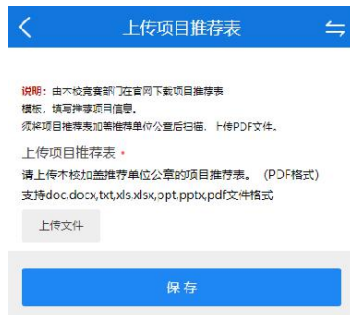 上传项目推荐表
说明：由本校竞赛部门在官网下载项目推荐表
模板，填写推荐项目信息。
须将项目推荐表加盖推荐单位公章后扫描，上传PDF文件。
上传项目推荐表 *
请上传本校加盖推荐单位公章的项目推荐表。（PDF格式）
支持doc,docx,txt,xls,xlsx,ppt,pptx,pdf文件格式
上传文件
保存